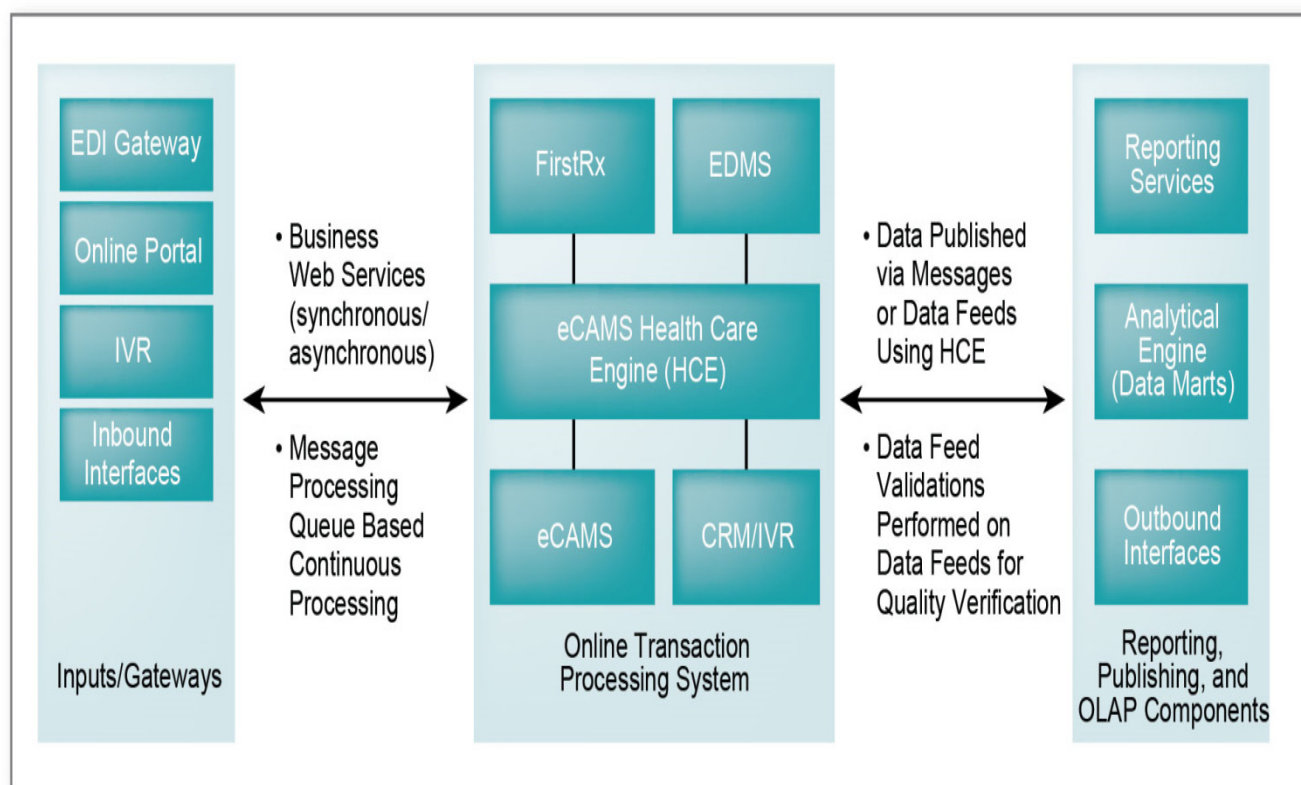 EDI Gateway
Online Portal
IVR
Inbound
Interfaces
Inputs/Gateways
• Business
Web Services
(synchronous/
asynchronous)
• Message
Processing
Queue Based
Continuous
Processing
FirstRx
EDMS
eCAMS Health Care
Engine (HCE)
eCAMS
CRM/IVR
Online Transaction
Processing System
• Data Published
via Messages
or Data Feeds
Using HCE
• Data Feed
Validations
Performed on
Data Feeds for
Quality Verification
Reporting
Services
Analytical
Engine
(Data Marts)
Outbound
Interfaces
Reporting,
Publishing, and
OLAP Components